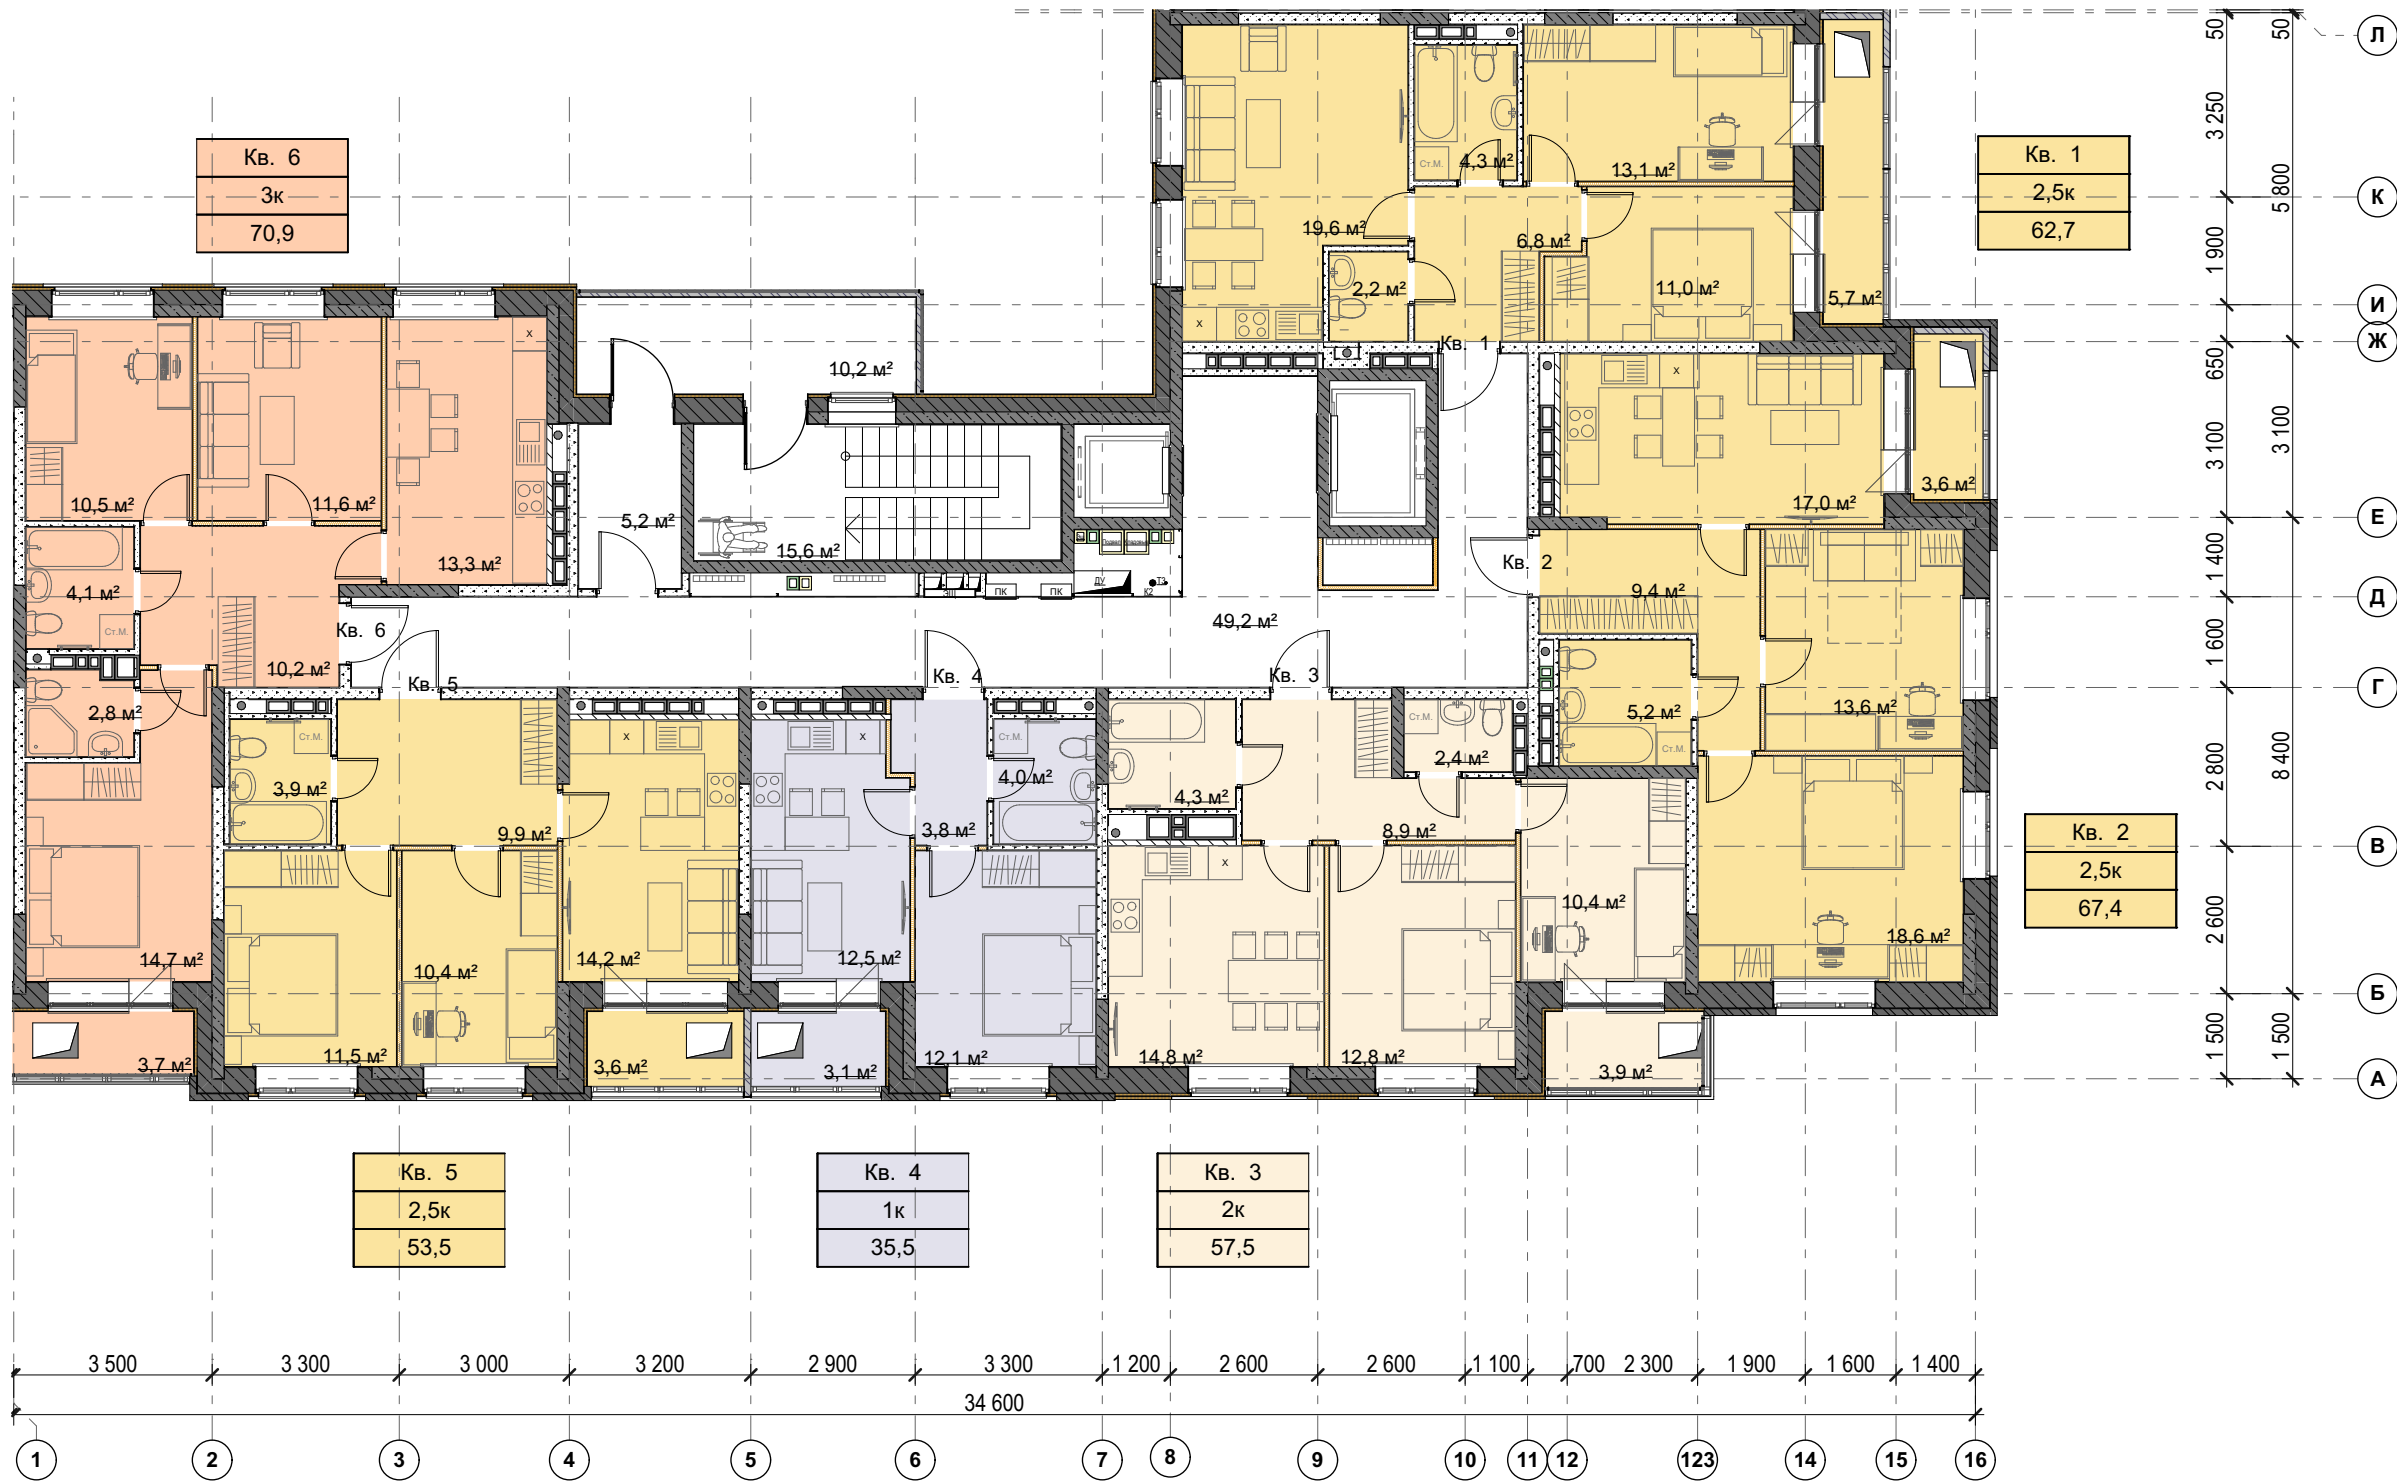 Кв. 6
3к
70,9
Кв. 1
2,5к
62,7
Кв. 2
2,5к
67,4
Кв. 5
2,5к
53,5
Кв. 4
1к
35,5
Кв. 3
2к
57,5
Ст.М.
4,3 м²
13,1 м²
19,6 м²
6,8 м²
2,2 м²
11,0 м²
5,7 м²
х
Кв. 1
10,2 м²
х
х
10,5 м²
11,6 м²
13,3 м²
5,2 м²
15,6 м²
17,0 м²
3,6 м²
4,1 м²
Ст.М.
Кв. 6
10,2 м²
ЭЩ
ПК
ПК
ДУ
Т3
К2
49,2 м²
Кв. 2
9,4 м²
2,8 м²
Кв. 5
Кв. 4
Кв. 3
5,2 м²
Ст.М.
13,6 м²
Ст.М.
х
х
Ст.М.
Ст.М.
2,4 м²
3,9 м²
9,9 м²
4,0 м²
3,8 м²
4,3 м²
8,9 м²
х
14,7 м²
10,4 м²
14,2 м²
12,5 м²
10,4 м²
18,6 м²
3,7 м²
11,5 м²
3,6 м²
3,1 м²
12,1 м²
14,8 м²
12,8 м²
3,9 м²
50
3 250
1 900
650
3 100
1 400
1 600
2 800
2 600
1 500
50
5 800
3 100
8 400
1 500
Л
К
И
Ж
Е
Д
Г
В
Б
А
3 500
3 300
3 000
3 200
2 900
3 300
1 200
2 600
2 600
1 100
700
2 300
1 900
1 600
1 400
34 600
1
2
3
4
5
6
7
8
9
10
11
12
123
14
15
16